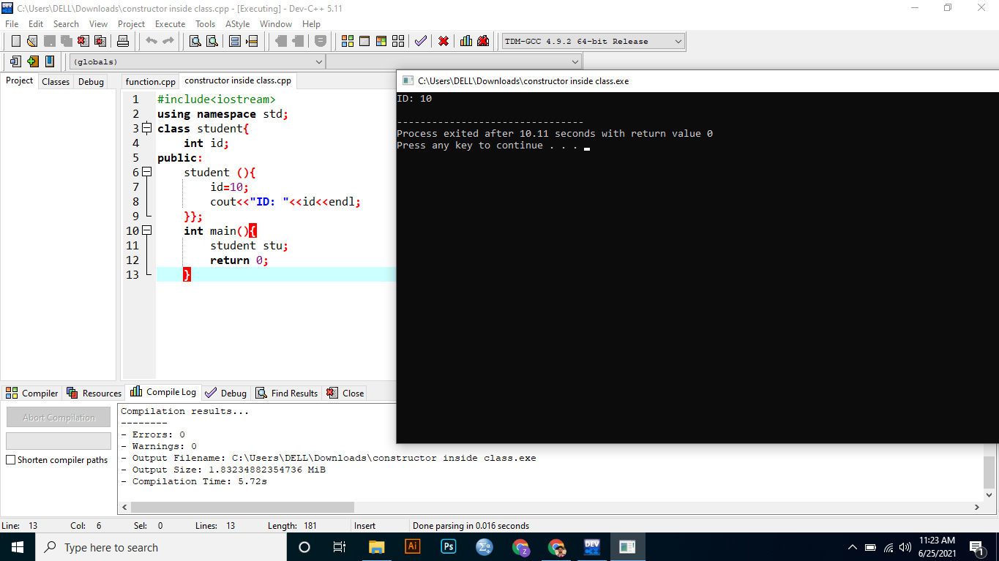 C:\Users\DELL\Downloads\constructor inside class.cpp - [Executing] - Dev-C++ 5.11
File Edit Search View Project Execute Tools AStyle Window Help
TDM-GCC 4.9.2 64-bit Release
(globals)
Project Classes Debug
function.cpp constructor inside class.cpp
1 #include<iostream>
2 using namespace std;
3 class student{
4 int id;
5 public:
6 student (){
7 id=10;
8 cout<<"ID: "<<id<<endl;
9 }};
10 int main(){
11 student stu;
12 return 0;
13 }
C:\Users\DELL\Downloads\constructor inside class.exe
ID: 10
--------------------------------
Process exited after 10.11 seconds with return value 0
Press any key to continue . . .
Compiler Resources Compile Log Debug Find Results Close
Abort Compilation
Shorten compiler paths
Compilation results...
--------
- Errors: 0
- Warnings: 0
- Output Filename: C:\Users\DELL\Downloads\constructor inside class.exe
- Output Size: 1.83234882354736 MiB
- Compilation Time: 5.72s
Line: 13 Col: 6 Sel: 0 Lines: 13 Length: 181 Insert Done parsing in 0.016 seconds
Type here to search
Ai
Ps
Σα
z
DEV
11:23 AM
6/25/2021
1